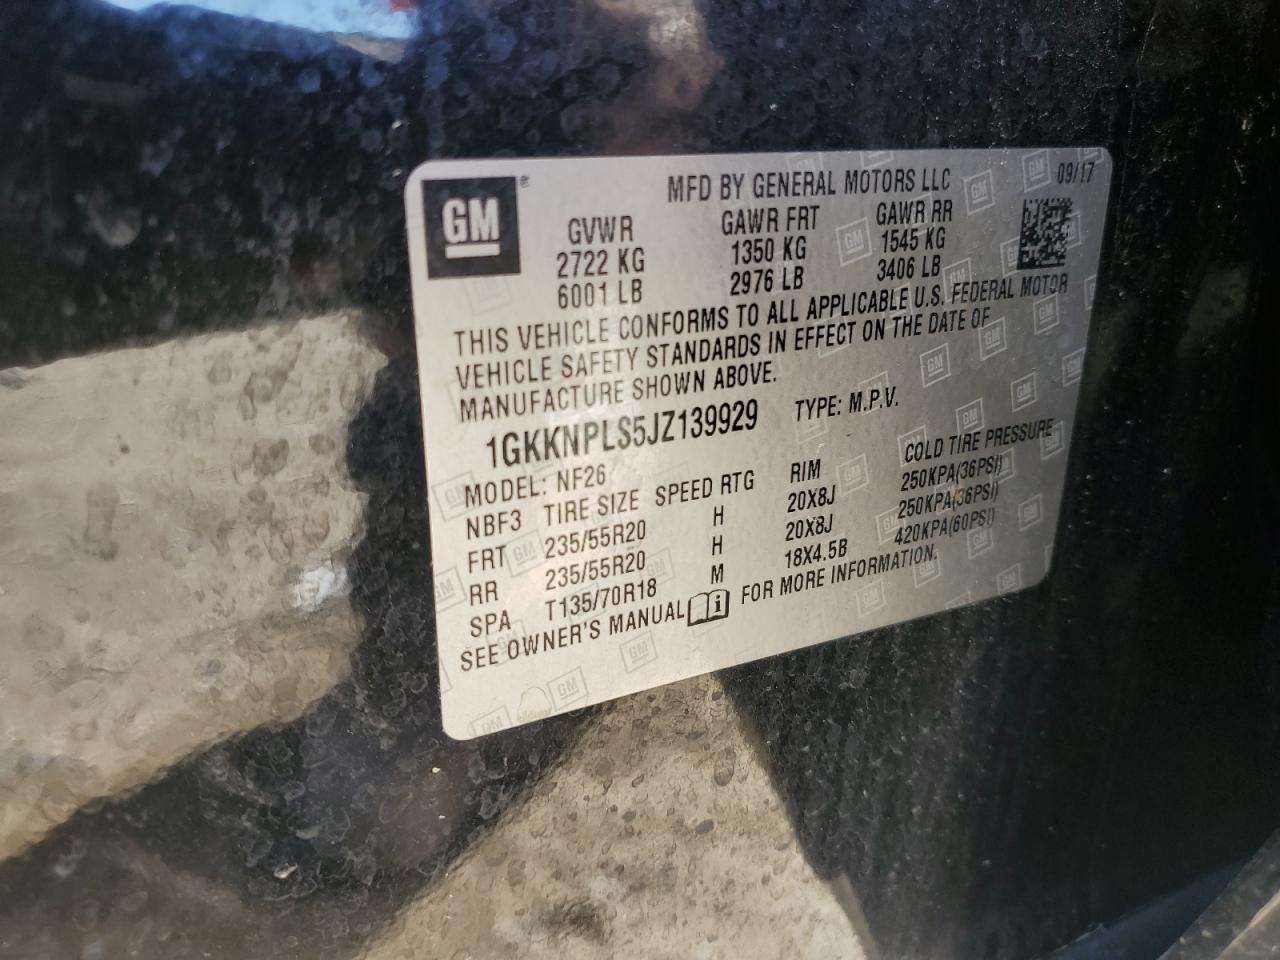 GM®
MFD BY GENERAL MOTORS LLC 09/17
GVWR GAWR FRT GAWR RR
2722 KG 1350 KG 1545 KG
6001 LB 2976 LB 3406 LB
THIS VEHICLE CONFORMS TO ALL APPLICABLE U.S. FEDERAL MOTOR
VEHICLE SAFETY STANDARDS IN EFFECT ON THE DATE OF
MANUFACTURE SHOWN ABOVE.
1GKKNPLS5JZ139929 TYPE: M.P.V.
MODEL: NF26
NBF3 TIRE SIZE SPEED RTG RIM COLD TIRE PRESSURE
FRT 235/55R20 H 20X8J 250KPA(36PSI)
RR 235/55R20 H 20X8J 250KPA(36PSI)
SPA T135/70R18 M 18X4.5B 420KPA(60PSI)
SEE OWNER'S MANUAL FOR MORE INFORMATION.